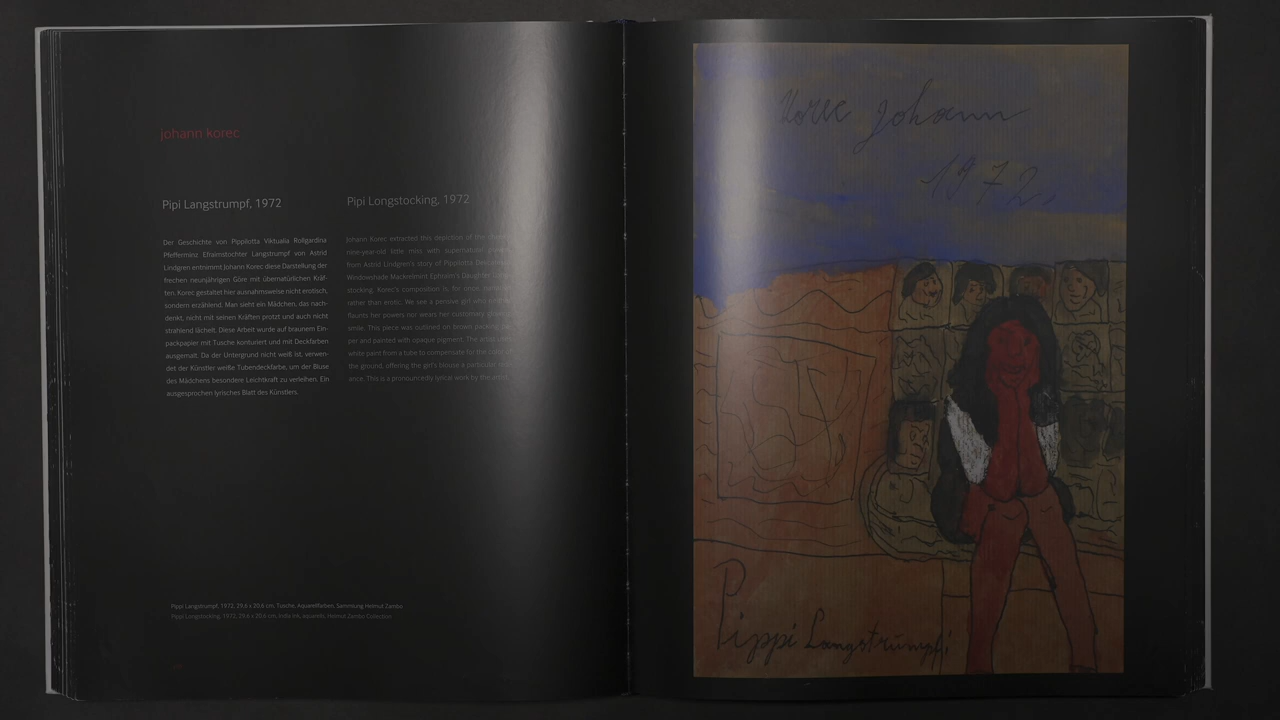 johann korec
Pipi Langstrumpf, 1972
Der Geschichte von Pippilotta Viktualia Rollgardina
Pfefferminz Efraimstochter Langstrumpf von Astrid
Lindgren entnimmt Johann Korec diese Darstellung der
frechen neunjährigen Göre mit übernatürlichen Kräf-
ten. Korec gestaltet hier ausnahmsweise nicht erotisch,
sondern erzählend: Man sieht ein Mädchen, das nach-
denkt, nicht mit seinen Kräften protzt und auch nicht
strahlend lächelt. Diese Arbeit wurde auf braunem Ein-
packpapier mit Tusche konturiert und mit Deckfarben
ausgemalt. Da der Untergrund nicht weiß ist, verwen-
det der Künstler weiße Tubendeckfarbe, um der Bluse
des Mädchens besondere Leichtkraft zu verleihen. Ein
ausgesprochen lyrisches Blatt des Künstlers.
Pipi Longstocking, 1972
Johann Korec extracted this depiction of the
nine-year-old little miss with supernatural
from Astrid Lindgren's story of Pippilotta
Windowshade Mackrelmint Ephraim's Daughter
stocking. Korec's composition is, for once,
rather than erotic. We see a pensive girl who
flaunts her powers nor wears her customary
smile. This piece was outlined on brown packing
per and painted with opaque pigment. The artist
white paint from a tube to compensate for the
the ground, offering the girl's blouse a particular
ance. This is a pronouncedly lyrical work by the artist.
Pippi Langstrumpf, 1972, 29,6 x 20,6 cm, Tusche, Aquarellfarben, Sammlung Helmut Zambo
Pippi Longstocking, 1972, 29.6 x 20.6 cm, India ink, aquarels, Helmut Zambo Collection
Korec Johann
1972.
Pippi Langstrumpf